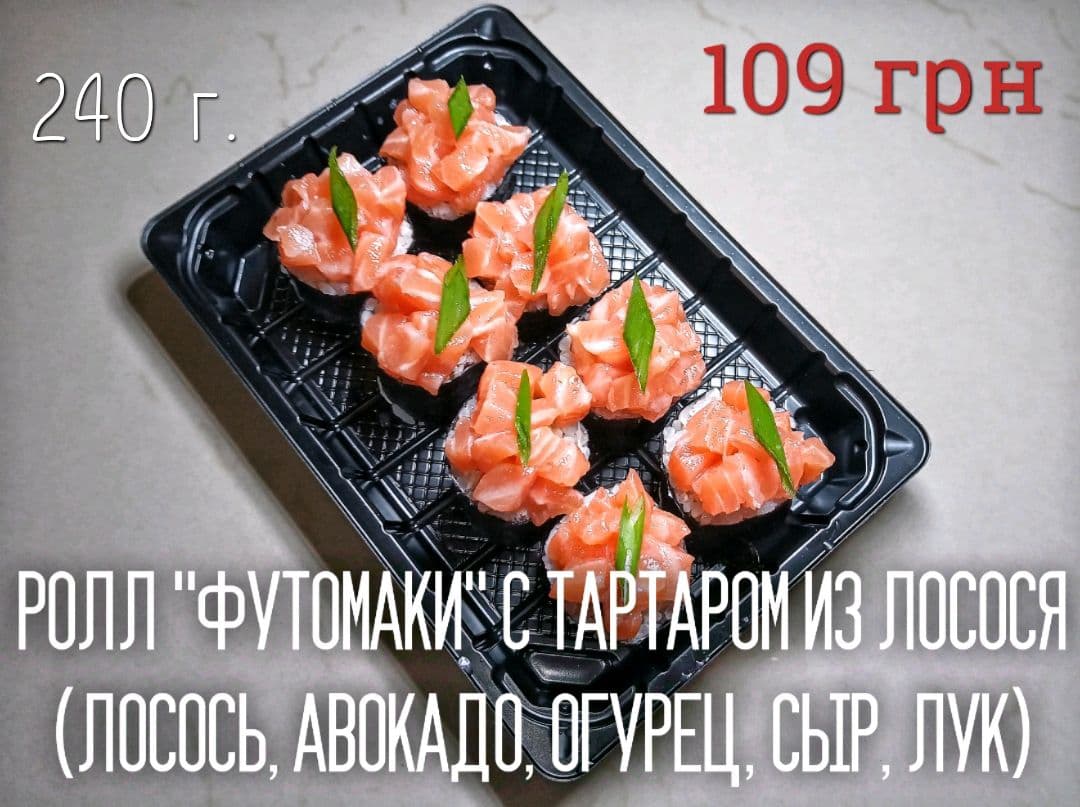 240 г.
109 грн
РОЛЛ "ФУТОМАКИ" С ТАРТАРОМ ИЗ ЛОСОСЯ
(ЛОСОСЬ, АВОКАДО, ОГУРЕЦ, СЫР, ЛУК)